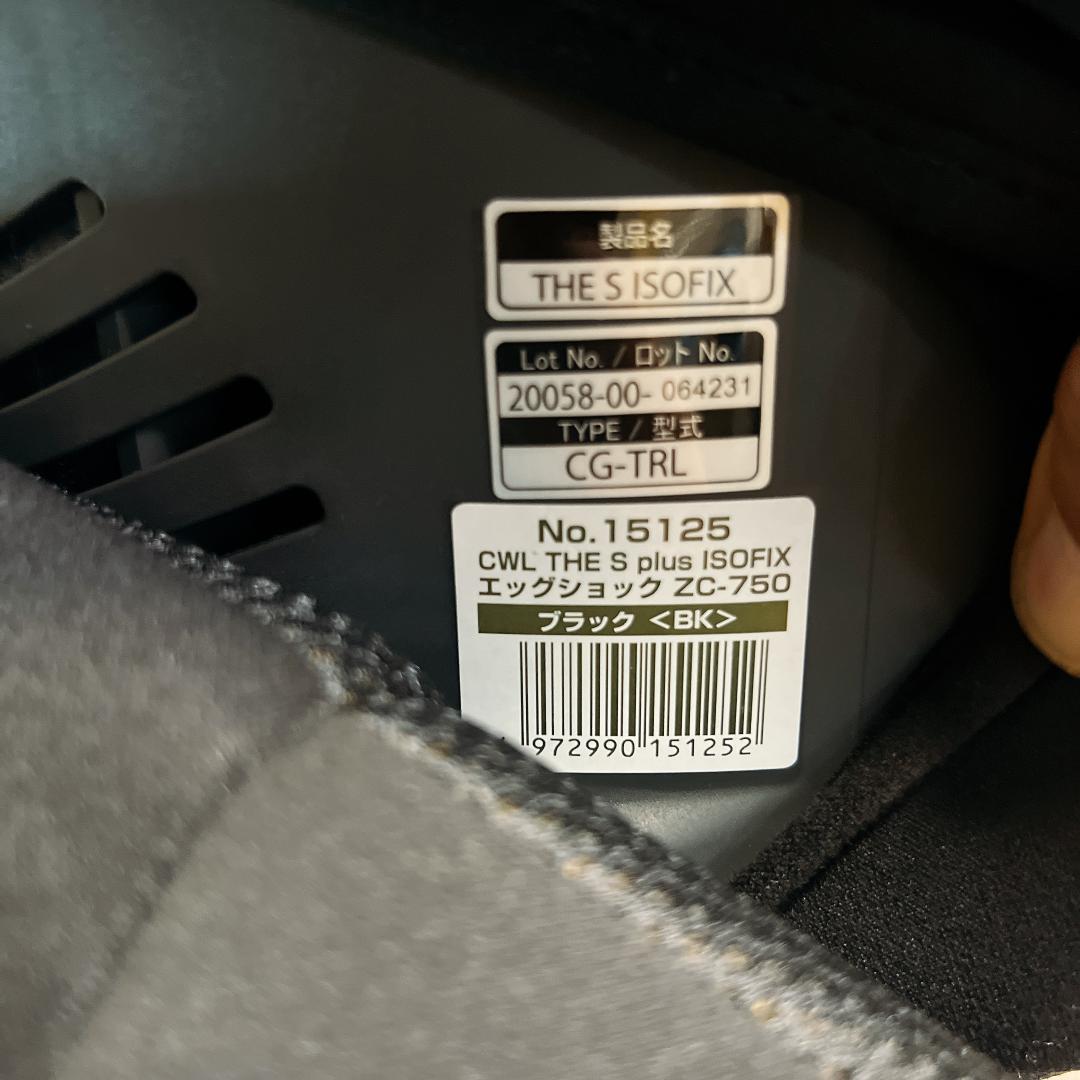 製品名
THE S ISOFIX
Lot No. / ロット No.
20058-00- 064231
TYPE / 型式
CG-TRL
No.15125
CWL THE S plus ISOFIX
エッグショック ZC-750
ブラック <BK>
972990 151252